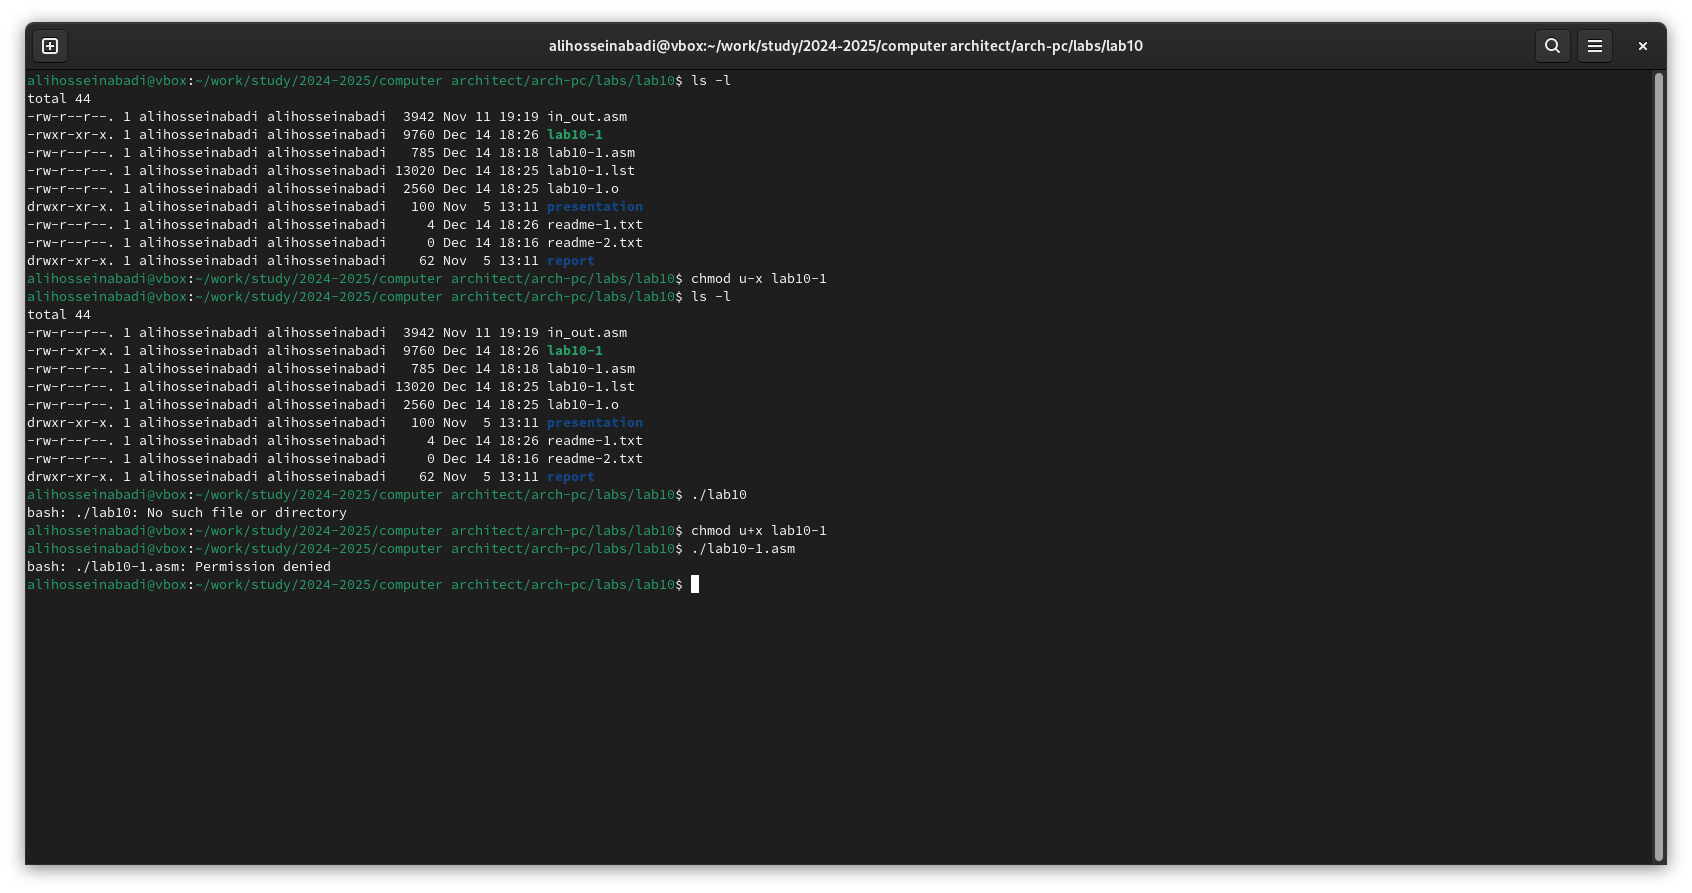 alihosseinabadi@vbox:~/work/study/2024-2025/computer architect/arch-pc/labs/lab10
alihosseinabadi@vbox:~/work/study/2024-2025/computer architect/arch-pc/labs/lab10$ ls -l
total 44
-rw-r--r--. 1 alihosseinabadi alihosseinabadi  3942 Nov 11 19:19 in_out.asm
-rwxr-xr-x. 1 alihosseinabadi alihosseinabadi  9760 Dec 14 18:26 lab10-1
-rw-r--r--. 1 alihosseinabadi alihosseinabadi   785 Dec 14 18:18 lab10-1.asm
-rw-r--r--. 1 alihosseinabadi alihosseinabadi 13020 Dec 14 18:25 lab10-1.lst
-rw-r--r--. 1 alihosseinabadi alihosseinabadi  2560 Dec 14 18:25 lab10-1.o
drwxr-xr-x. 1 alihosseinabadi alihosseinabadi   100 Nov  5 13:11 presentation
-rw-r--r--. 1 alihosseinabadi alihosseinabadi     4 Dec 14 18:26 readme-1.txt
-rw-r--r--. 1 alihosseinabadi alihosseinabadi     0 Dec 14 18:16 readme-2.txt
drwxr-xr-x. 1 alihosseinabadi alihosseinabadi    62 Nov  5 13:11 report
alihosseinabadi@vbox:~/work/study/2024-2025/computer architect/arch-pc/labs/lab10$ chmod u-x lab10-1
alihosseinabadi@vbox:~/work/study/2024-2025/computer architect/arch-pc/labs/lab10$ ls -l
total 44
-rw-r--r--. 1 alihosseinabadi alihosseinabadi  3942 Nov 11 19:19 in_out.asm
-rw-r-xr-x. 1 alihosseinabadi alihosseinabadi  9760 Dec 14 18:26 lab10-1
-rw-r--r--. 1 alihosseinabadi alihosseinabadi   785 Dec 14 18:18 lab10-1.asm
-rw-r--r--. 1 alihosseinabadi alihosseinabadi 13020 Dec 14 18:25 lab10-1.lst
-rw-r--r--. 1 alihosseinabadi alihosseinabadi  2560 Dec 14 18:25 lab10-1.o
drwxr-xr-x. 1 alihosseinabadi alihosseinabadi   100 Nov  5 13:11 presentation
-rw-r--r--. 1 alihosseinabadi alihosseinabadi     4 Dec 14 18:26 readme-1.txt
-rw-r--r--. 1 alihosseinabadi alihosseinabadi     0 Dec 14 18:16 readme-2.txt
drwxr-xr-x. 1 alihosseinabadi alihosseinabadi    62 Nov  5 13:11 report
alihosseinabadi@vbox:~/work/study/2024-2025/computer architect/arch-pc/labs/lab10$ ./lab10
bash: ./lab10: No such file or directory
alihosseinabadi@vbox:~/work/study/2024-2025/computer architect/arch-pc/labs/lab10$ chmod u+x lab10-1
alihosseinabadi@vbox:~/work/study/2024-2025/computer architect/arch-pc/labs/lab10$ ./lab10-1.asm
bash: ./lab10-1.asm: Permission denied
alihosseinabadi@vbox:~/work/study/2024-2025/computer architect/arch-pc/labs/lab10$